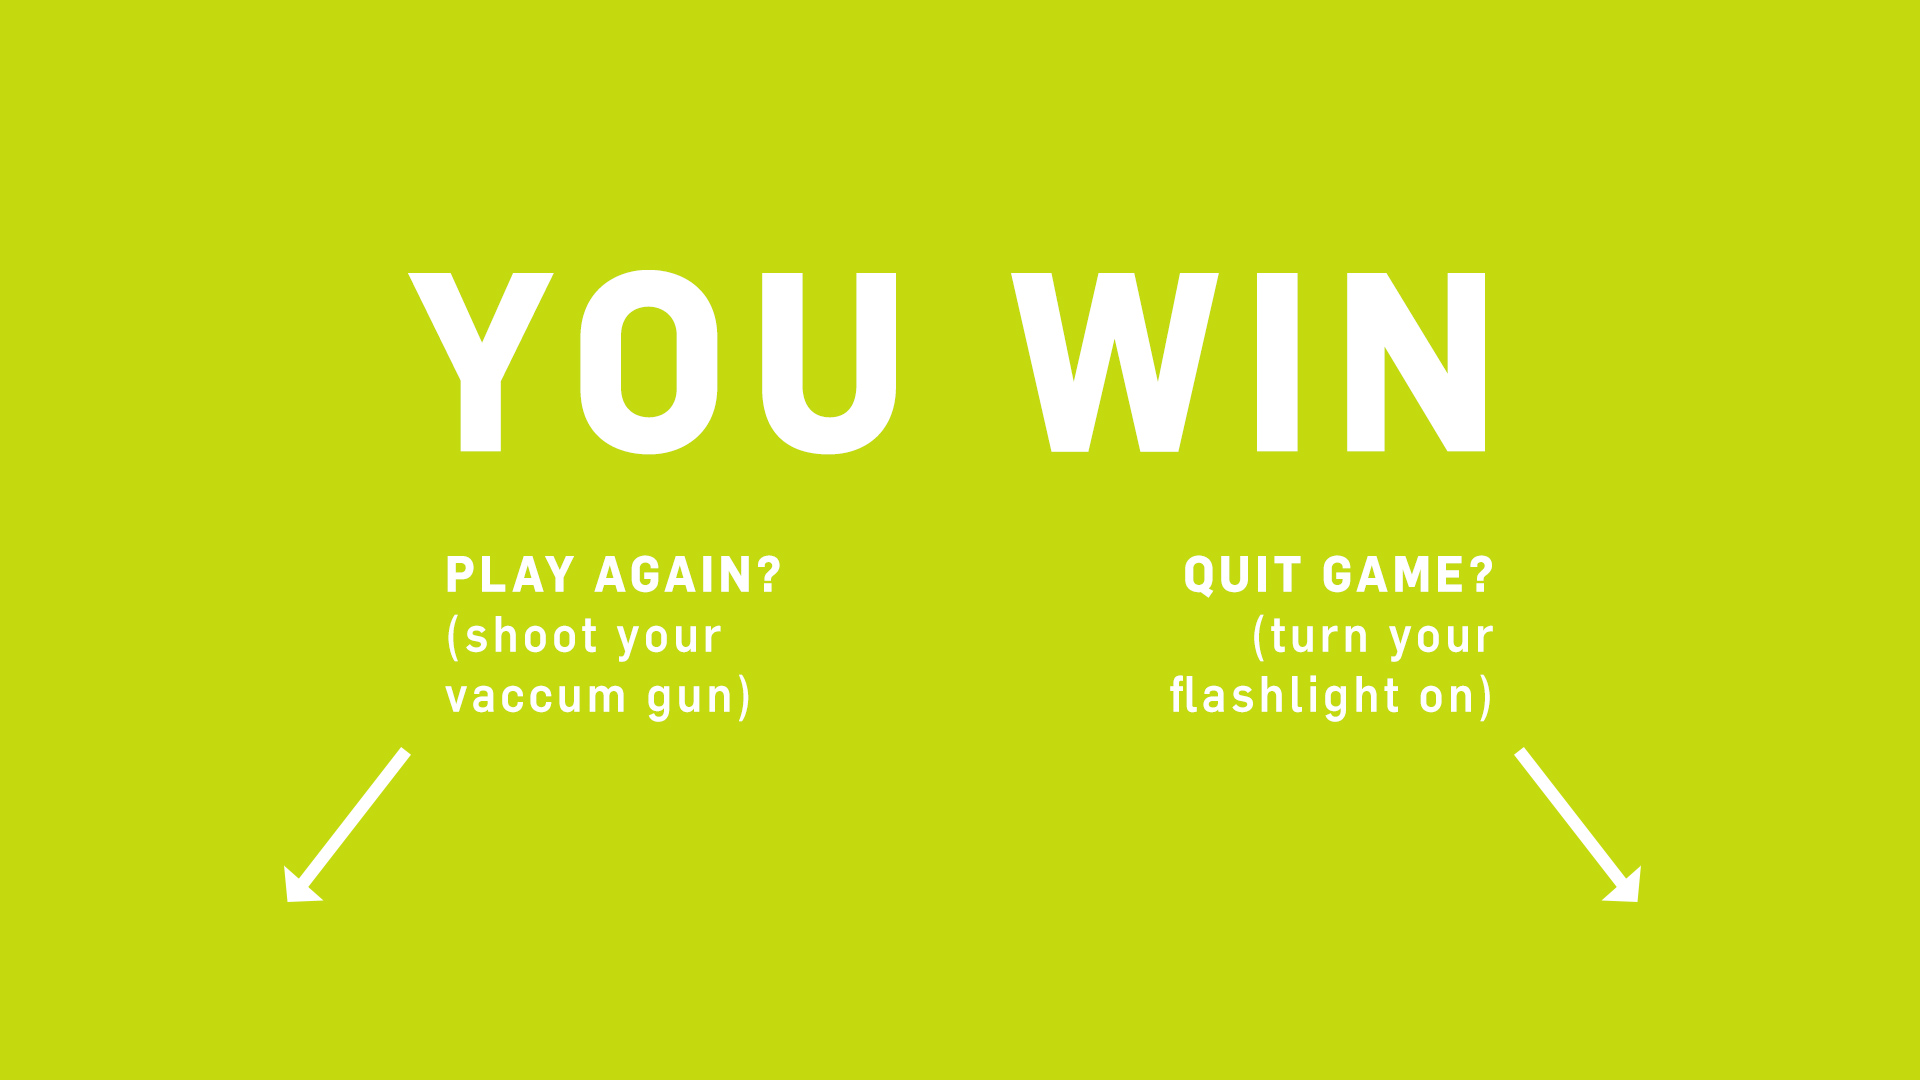 YOU WIN
PLAY AGAIN?
(shoot your
vaccum gun)
QUIT GAME?
(turn your
flashlight on)